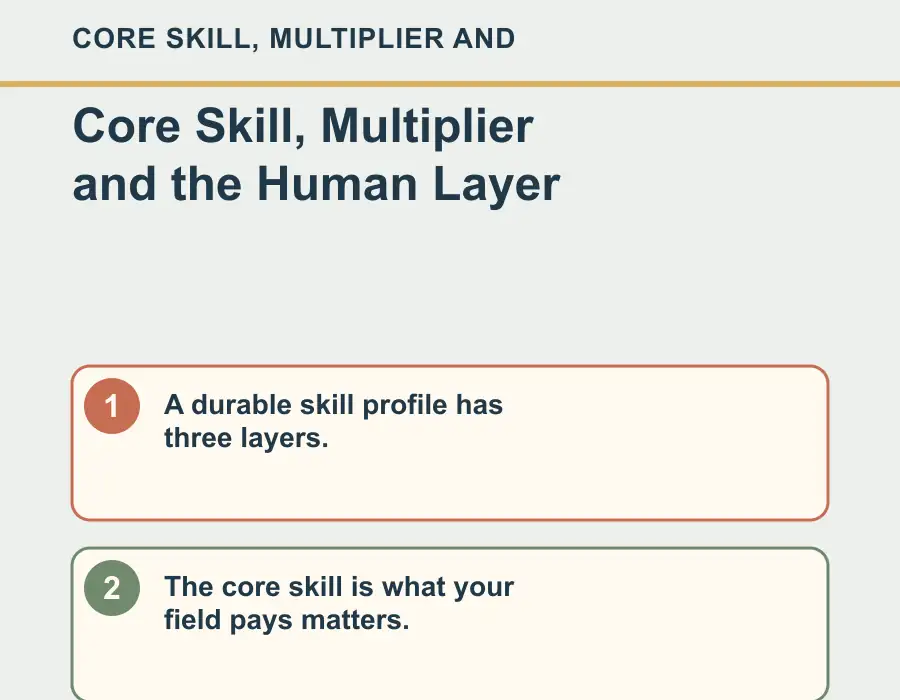 CORE SKILL, MULTIPLIER AND
Core Skill, Multiplier
and the Human Layer
1
A durable skill profile has
three layers.
2
The core skill is what your
field pays matters.